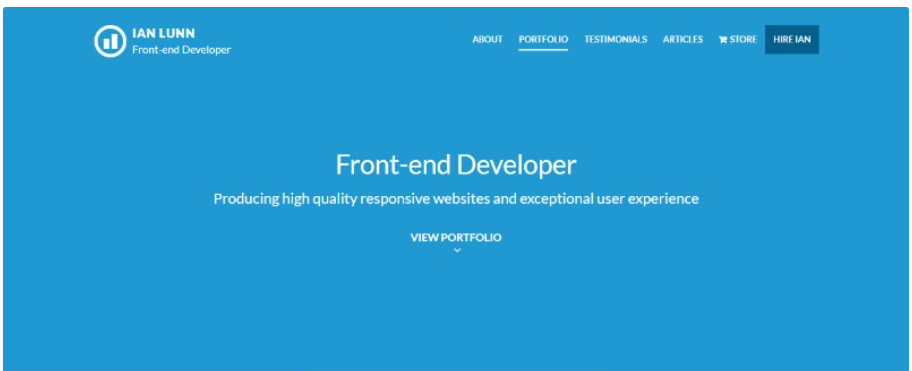 IAN LUNN
Front-end Developer
ABOUT PORTFOLIO TESTIMONIALS ARTICLES STORE HIRE IAN
Front-end Developer
Producing high quality responsive websites and exceptional user experience
VIEW PORTFOLIO